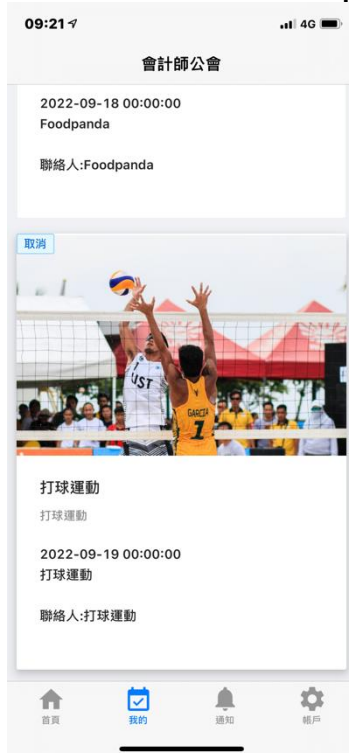 09:21
4G
會計師公會
2022-09-18 00:00:00
Foodpanda
聯絡人:Foodpanda
取消
UST
GARCIA
1
打球運動
打球運動
2022-09-19 00:00:00
打球運動
聯絡人:打球運動
首頁
我的
通知
帳戶